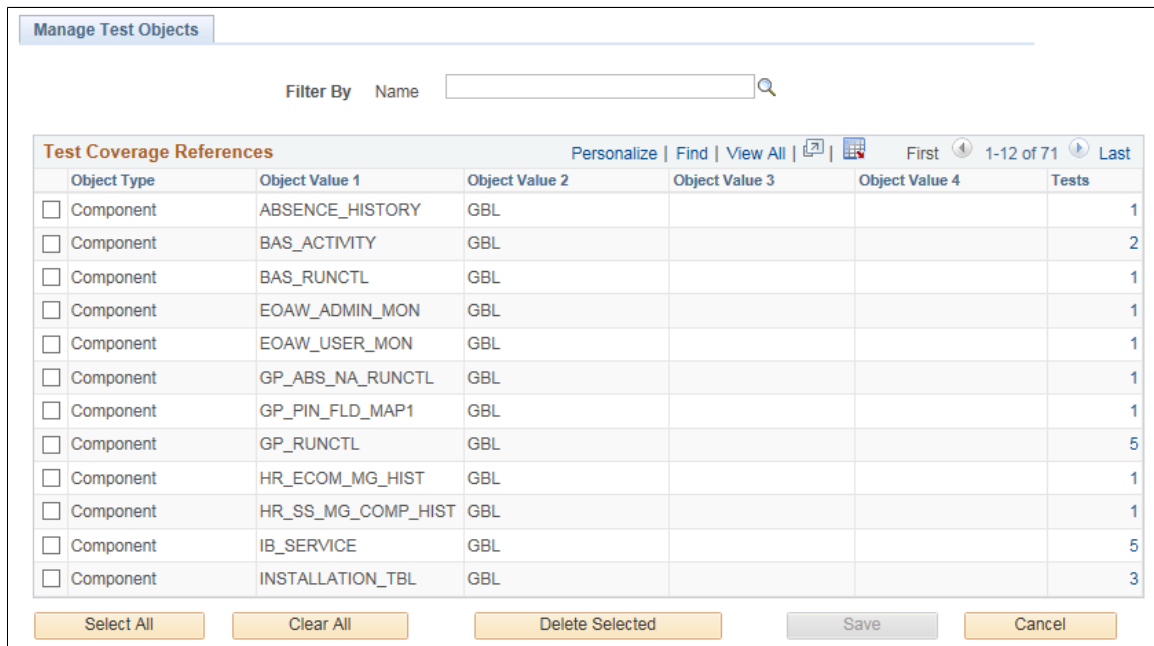 Manage Test Objects
Filter By Name
Test Coverage References Personalize | Find | View All | | First 1-12 of 71 Last
Object Type Object Value 1 Object Value 2 Object Value 3 Object Value 4 Tests
Component ABSENCE_HISTORY GBL 1
Component BAS_ACTIVITY GBL 2
Component BAS_RUNCTL GBL 1
Component EOAW_ADMIN_MON GBL 1
Component EOAW_USER_MON GBL 1
Component GP_ABS_NA_RUNCTL GBL 1
Component GP_PIN_FLD_MAP1 GBL 1
Component GP_RUNCTL GBL 5
Component HR_ECOM_MG_HIST GBL 1
Component HR_SS_MG_COMP_HIST GBL 1
Component IB_SERVICE GBL 5
Component INSTALLATION_TBL GBL 3
Select All Clear All Delete Selected Save Cancel